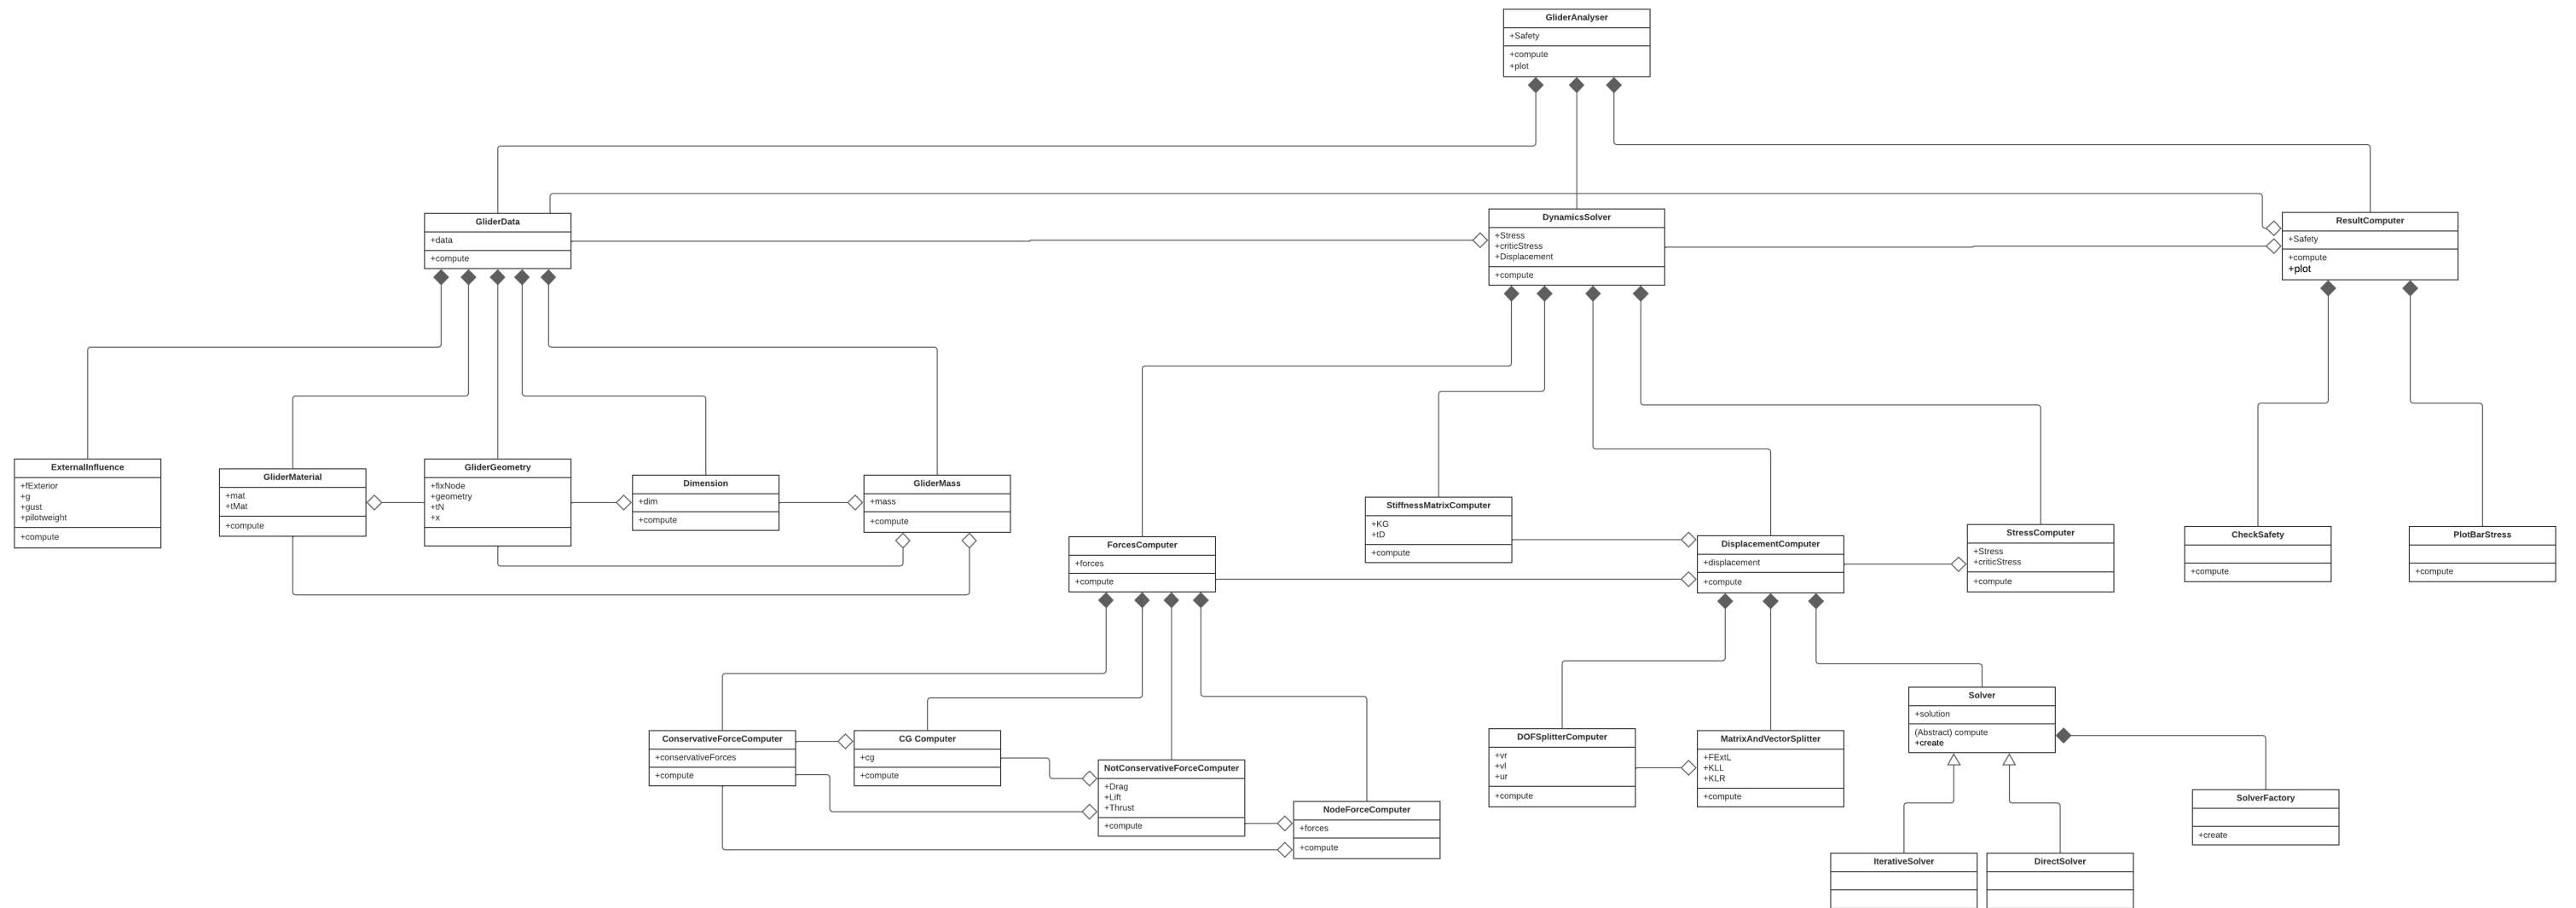 GliderAnalyser
+Safety
+compute
+plot
GliderData
+data
+compute
DynamicsSolver
+Stress
+criticStress
+Displacement
+compute
ResultComputer
+Safety
+compute
+plot
ExternalInfluence
+fExterior
+g
+gust
+pilotweight
+compute
GliderMaterial
+mat
+tMat
+compute
GliderGeometry
+fixNode
+geometry
+tN
+x
Dimension
+dim
+compute
GliderMass
+mass
+compute
ForcesComputer
+forces
+compute
StiffnessMatrixComputer
+KG
+tD
+compute
DisplacementComputer
+displacement
+compute
StressComputer
+Stress
+criticStress
+compute
CheckSafety
+compute
PlotBarStress
+compute
ConservativeForceComputer
+conservativeForces
+compute
CG Computer
+cg
+compute
NotConservativeForceComputer
+Drag
+Lift
+Thrust
+compute
NodeForceComputer
+forces
+compute
DOFSplitterComputer
+vr
+vl
+ur
+compute
MatrixAndVectorSplitter
+FExtL
+KLL
+KLR
+compute
Solver
+solution
(Abstract) compute
+create
SolverFactory
+create
IterativeSolver
DirectSolver